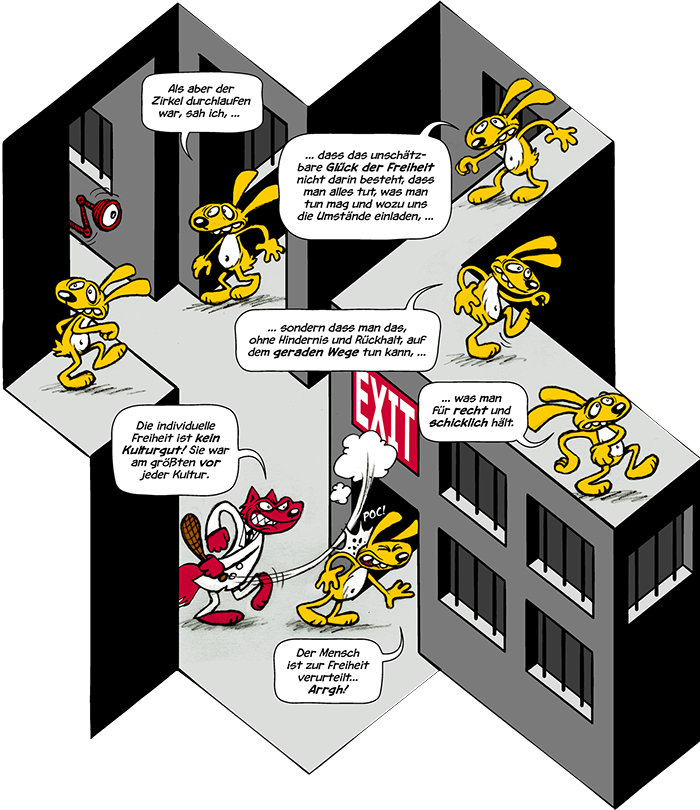 Als aber der
Zirkel durchlaufen
war, sah ich, ...
... dass das unschätz-
bare Glück der Freiheit
nicht darin besteht, dass
man alles tut, was man
tun mag und wozu uns
die Umstände einladen, ...
... sondern dass man das,
ohne Hindernis und Rückhalt, auf
dem geraden Wege tun kann, ...
... was man
für recht und
schicklich hält.
EXIT
Die individuelle
Freiheit ist kein
Kulturgut! Sie war
am größten vor
jeder Kultur.
POC!
Der Mensch
ist zur Freiheit
verurteilt...
Arrgh!